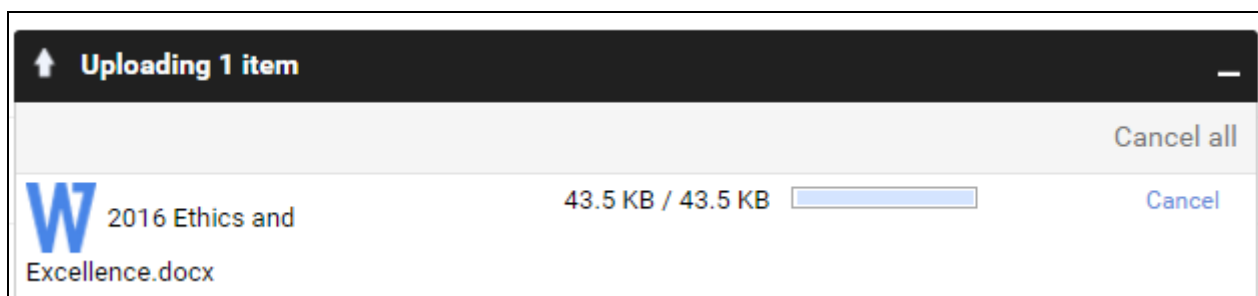 Uploading 1 item
Cancel all
2016 Ethics and
Excellence.docx
43.5 KB / 43.5 KB
Cancel